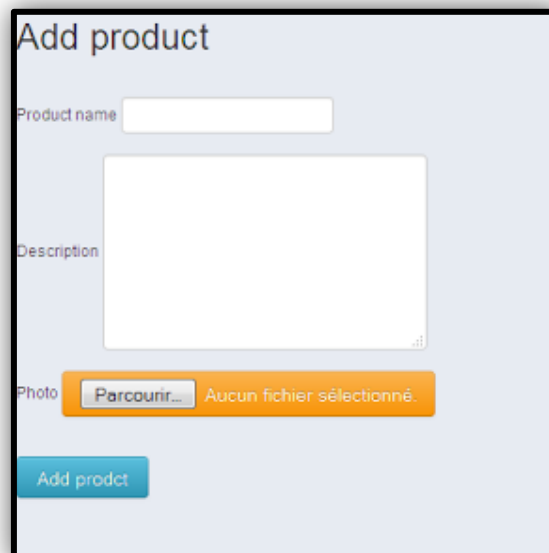 Add product
Product name
Description
Photo Parcourir... Aucun fichier sélectionné.
Add prodct